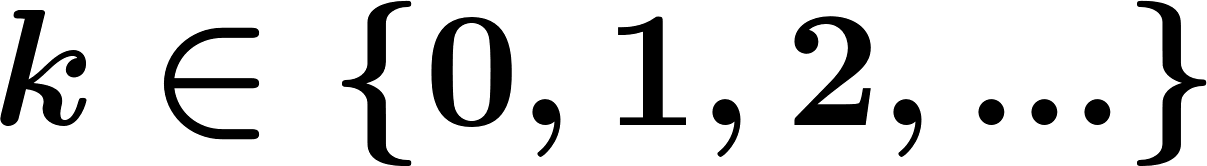 k ∈ {0, 1, 2, ...}